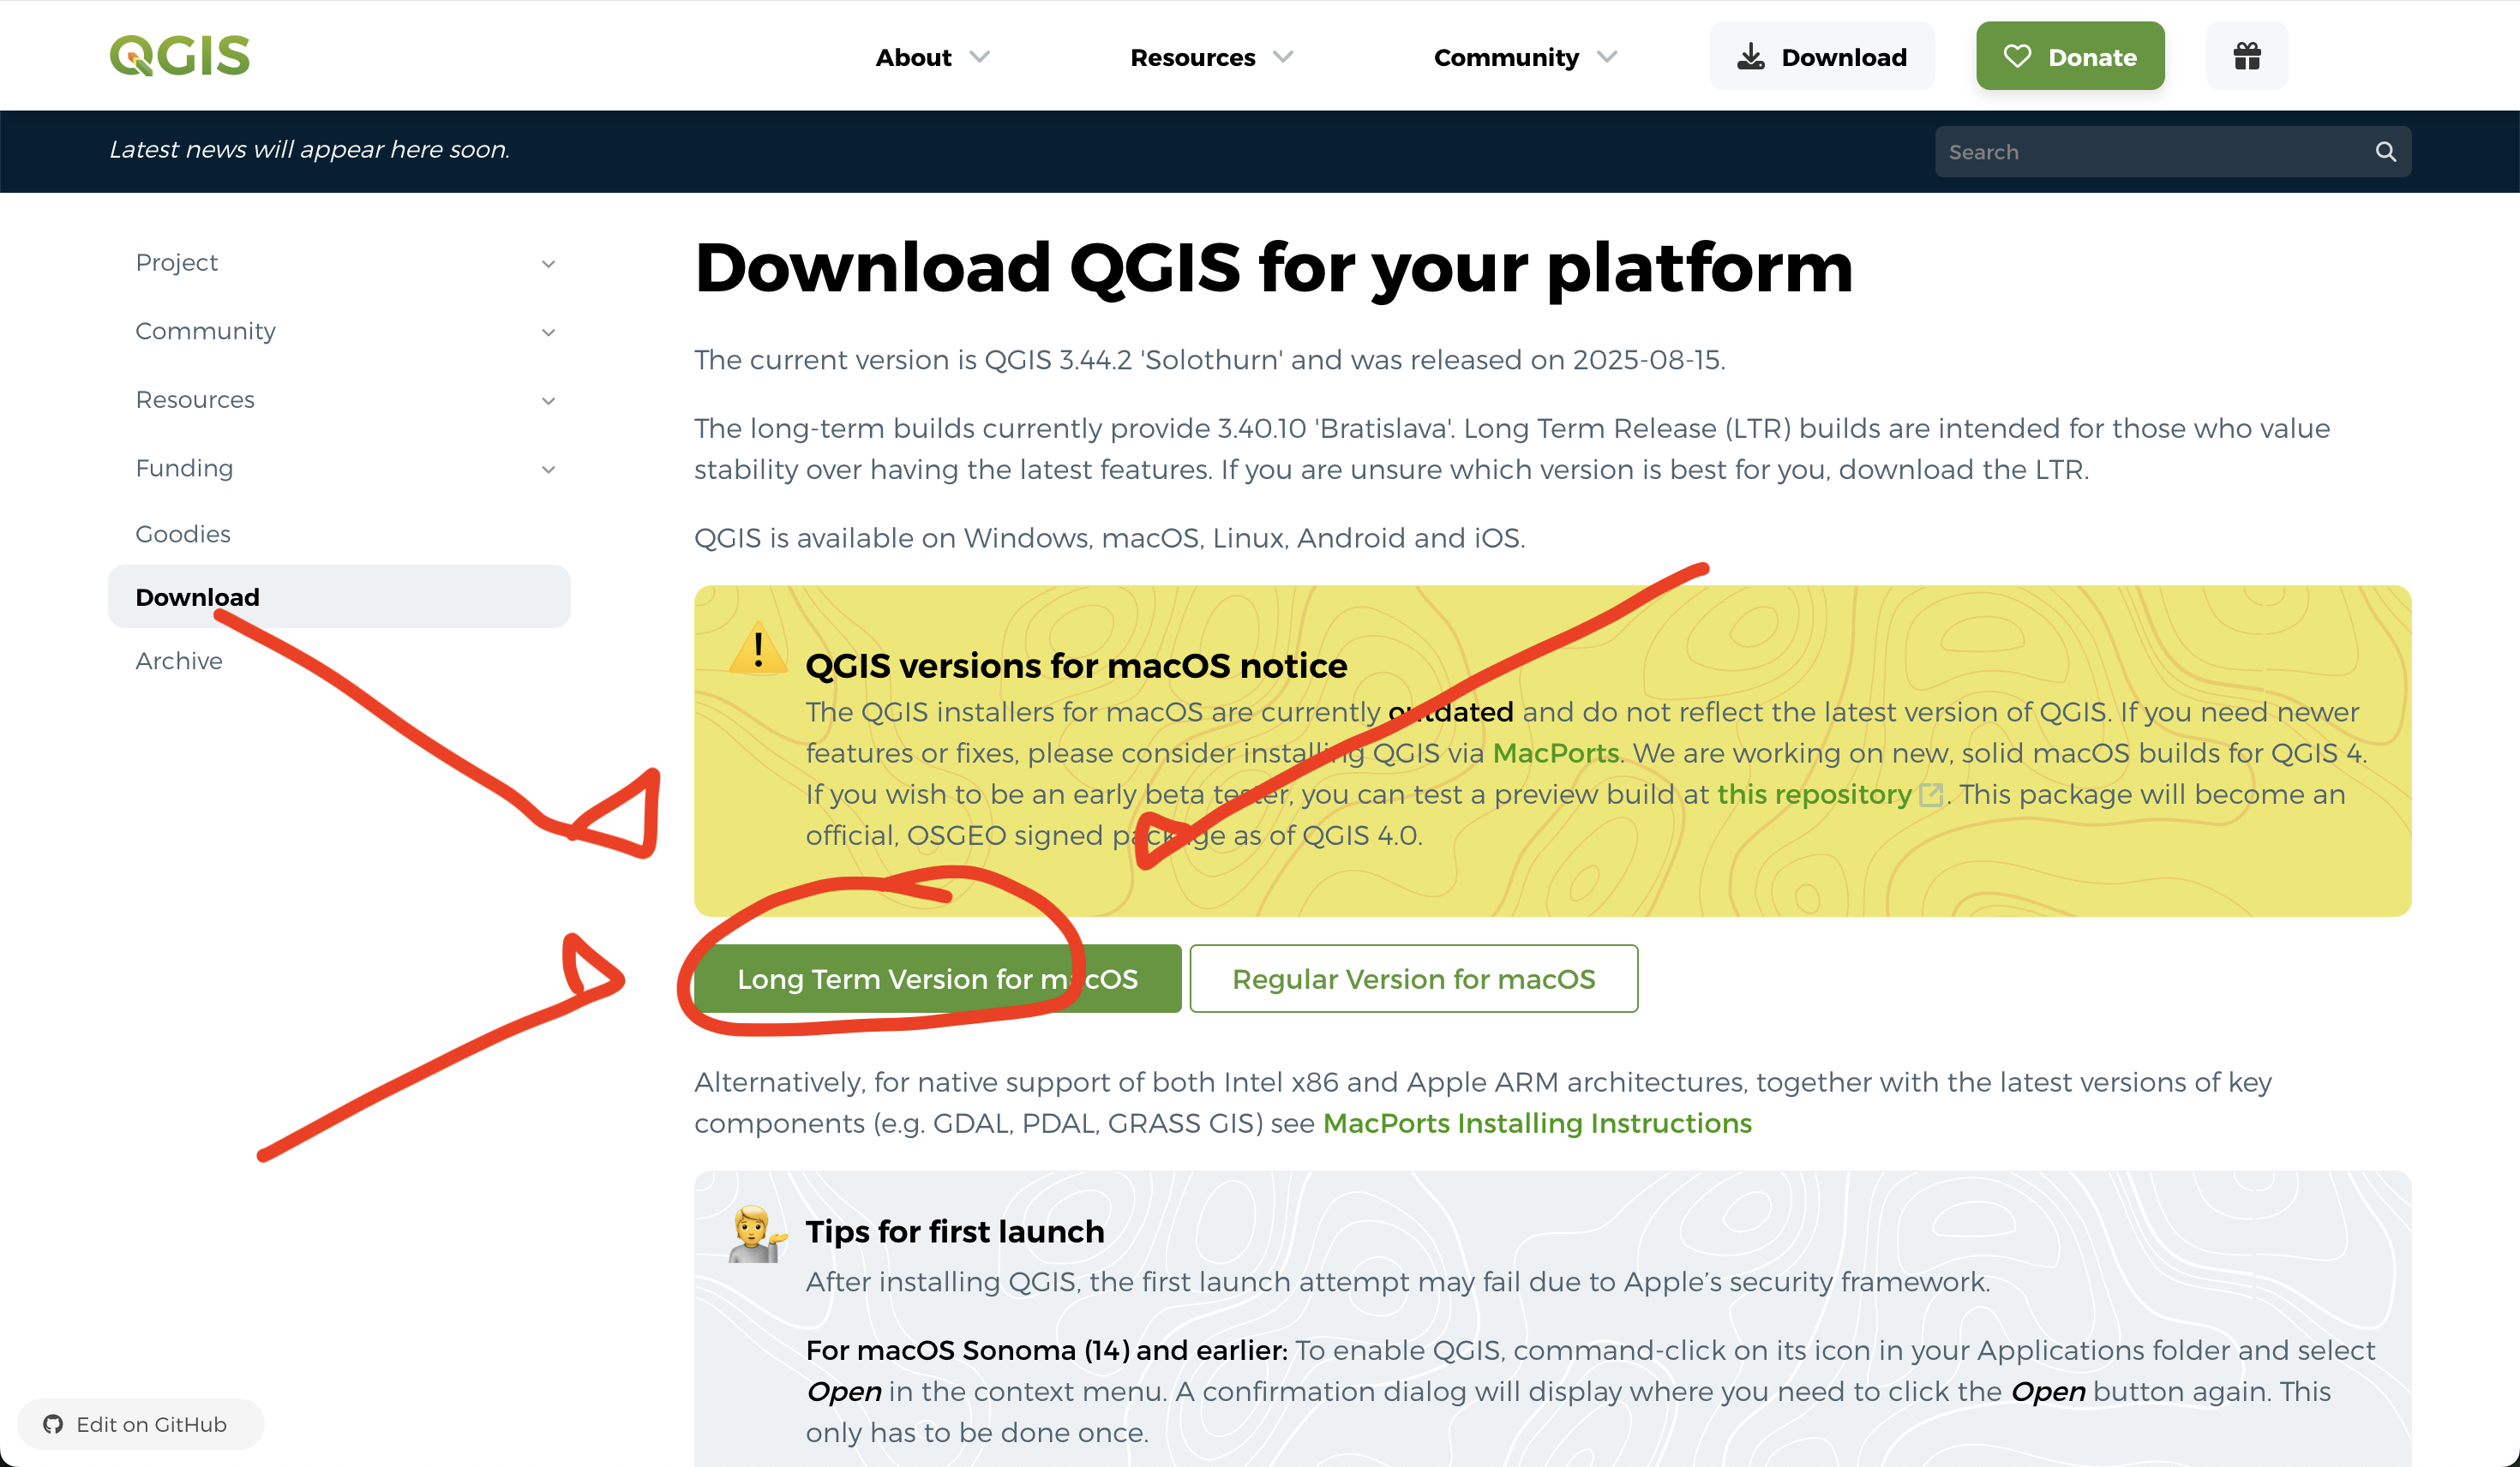 QGIS
About
Resources
Community
Download
Donate
Latest news will appear here soon.
Search
Project
Community
Resources
Funding
Goodies
Download
Archive
Download QGIS for your platform
The current version is QGIS 3.44.2 'Solothurn' and was released on 2025-08-15.
The long-term builds currently provide 3.40.10 'Bratislava'. Long Term Release (LTR) builds are intended for those who value
stability over having the latest features. If you are unsure which version is best for you, download the LTR.
QGIS is available on Windows, macOS, Linux, Android and iOS.
QGIS versions for macOS notice
The QGIS installers for macOS are currently outdated and do not reflect the latest version of QGIS. If you need newer
features or fixes, please consider installing QGIS via MacPorts. We are working on new, solid macOS builds for QGIS 4.
If you wish to be an early beta tester, you can test a preview build at this repository. This package will become an
official, OSGEO signed package as of QGIS 4.0.
Long Term Version for macOS
Regular Version for macOS
Alternatively, for native support of both Intel x86 and Apple ARM architectures, together with the latest versions of key
components (e.g. GDAL, PDAL, GRASS GIS) see MacPorts Installing Instructions
Tips for first launch
After installing QGIS, the first launch attempt may fail due to Apple’s security framework.
For macOS Sonoma (14) and earlier: To enable QGIS, command-click on its icon in your Applications folder and select
Open in the context menu. A confirmation dialog will display where you need to click the Open button again. This
only has to be done once.
Edit on GitHub